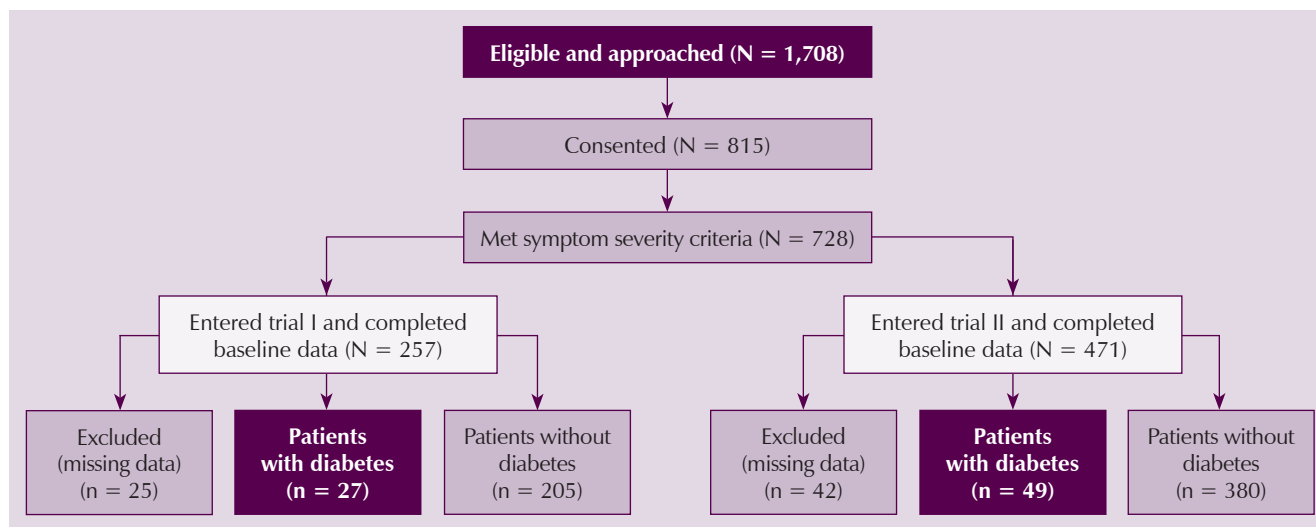 Eligible and approached (N = 1,708)
Consented (N = 815)
Met symptom severity criteria (N = 728)
Entered trial I and completed
baseline data (N = 257)
Entered trial II and completed
baseline data (N = 471)
Excluded
(missing data)
(n = 25)
Patients
with diabetes
(n = 27)
Patients without
diabetes
(n = 205)
Excluded
(missing data)
(n = 42)
Patients
with diabetes
(n = 49)
Patients without
diabetes
(n = 380)